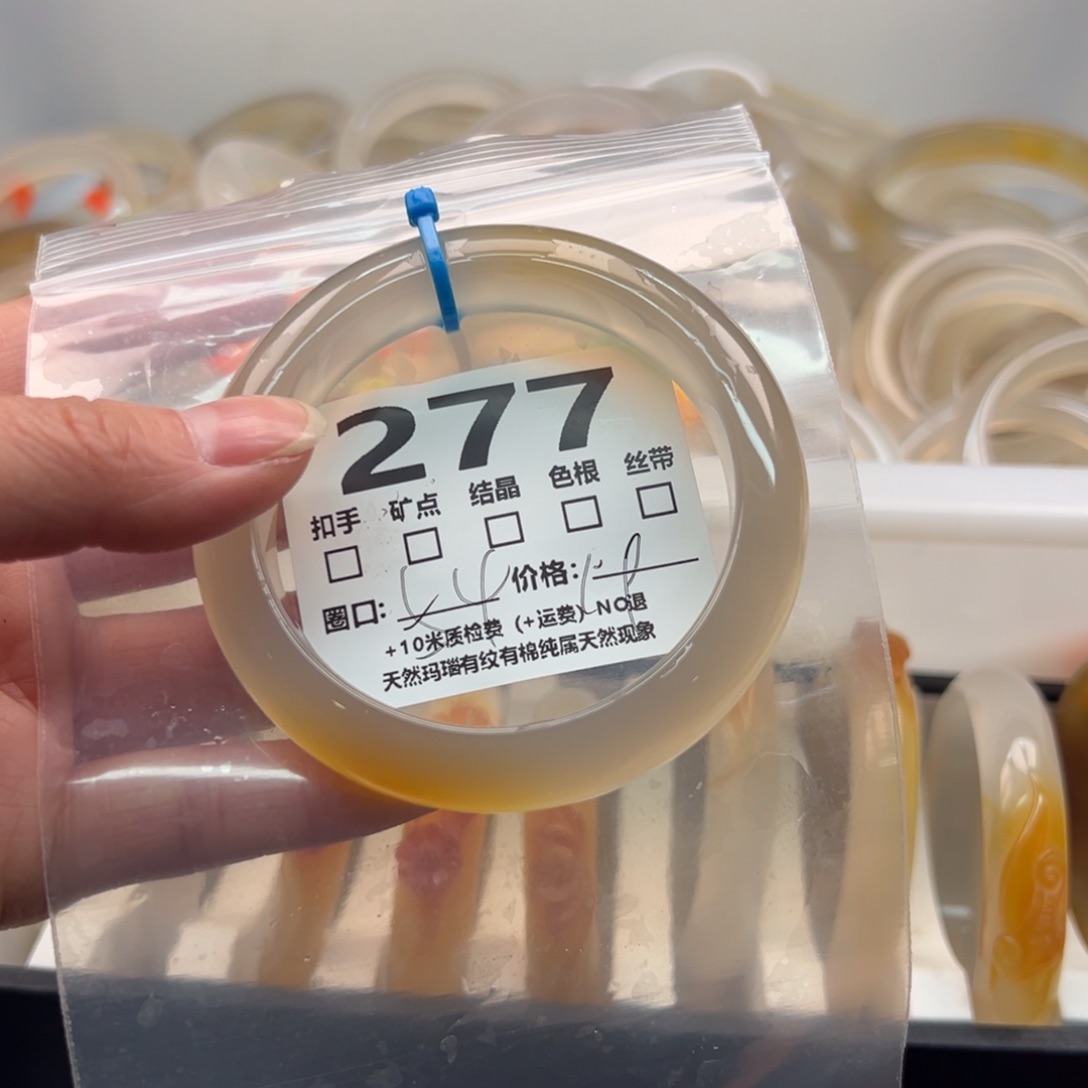 277
扣手 矿点 结晶 色根 丝带
圈口: 54 价格:
+10米质检费 (+运费) NO退
天然玛瑙有纹有棉纯属天然现象